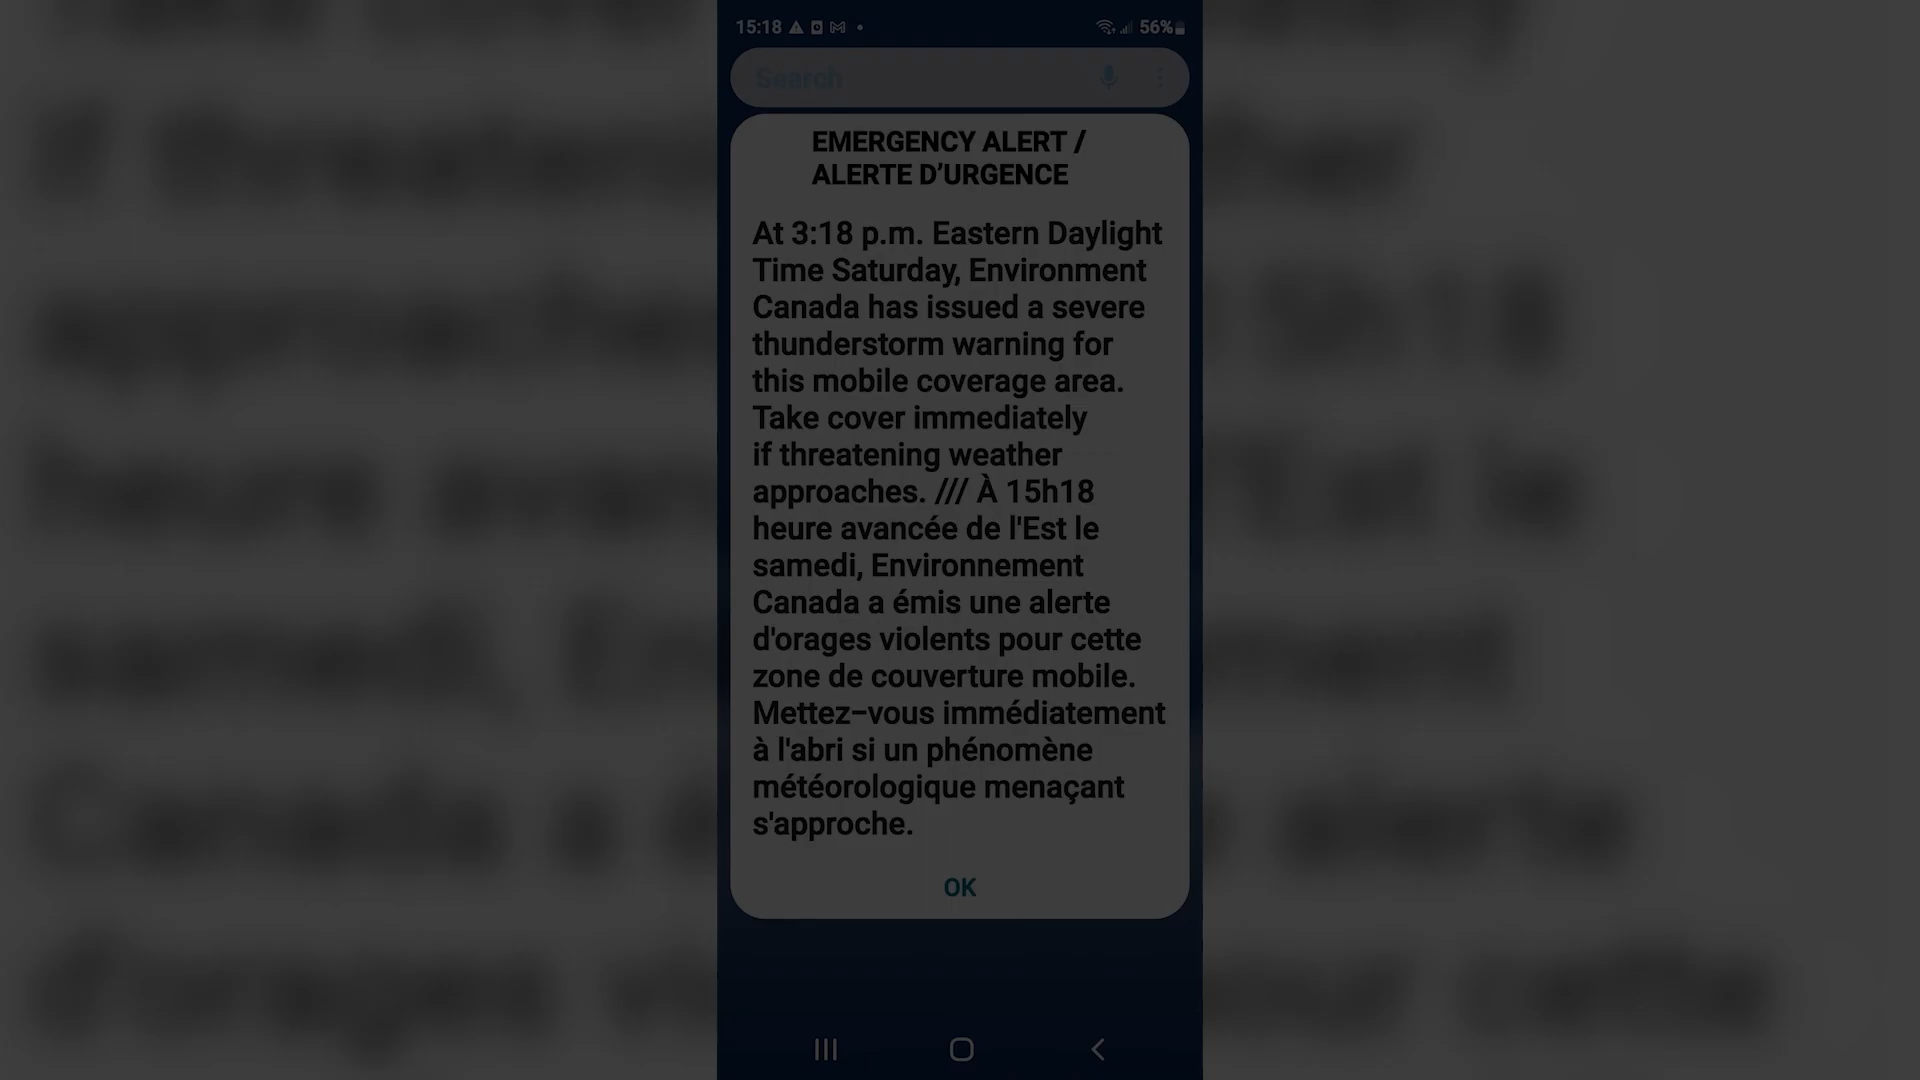 15:18 56%
Search
EMERGENCY ALERT /
ALERTE D’URGENCE
At 3:18 p.m. Eastern Daylight
Time Saturday, Environment
Canada has issued a severe
thunderstorm warning for
this mobile coverage area.
Take cover immediately
if threatening weather
approaches. /// À 15h18
heure avancée de l'Est le
samedi, Environnement
Canada a émis une alerte
d'orages violents pour cette
zone de couverture mobile.
Mettez-vous immédiatement
à l'abri si un phénomène
météorologique menaçant
s'approche.
OK